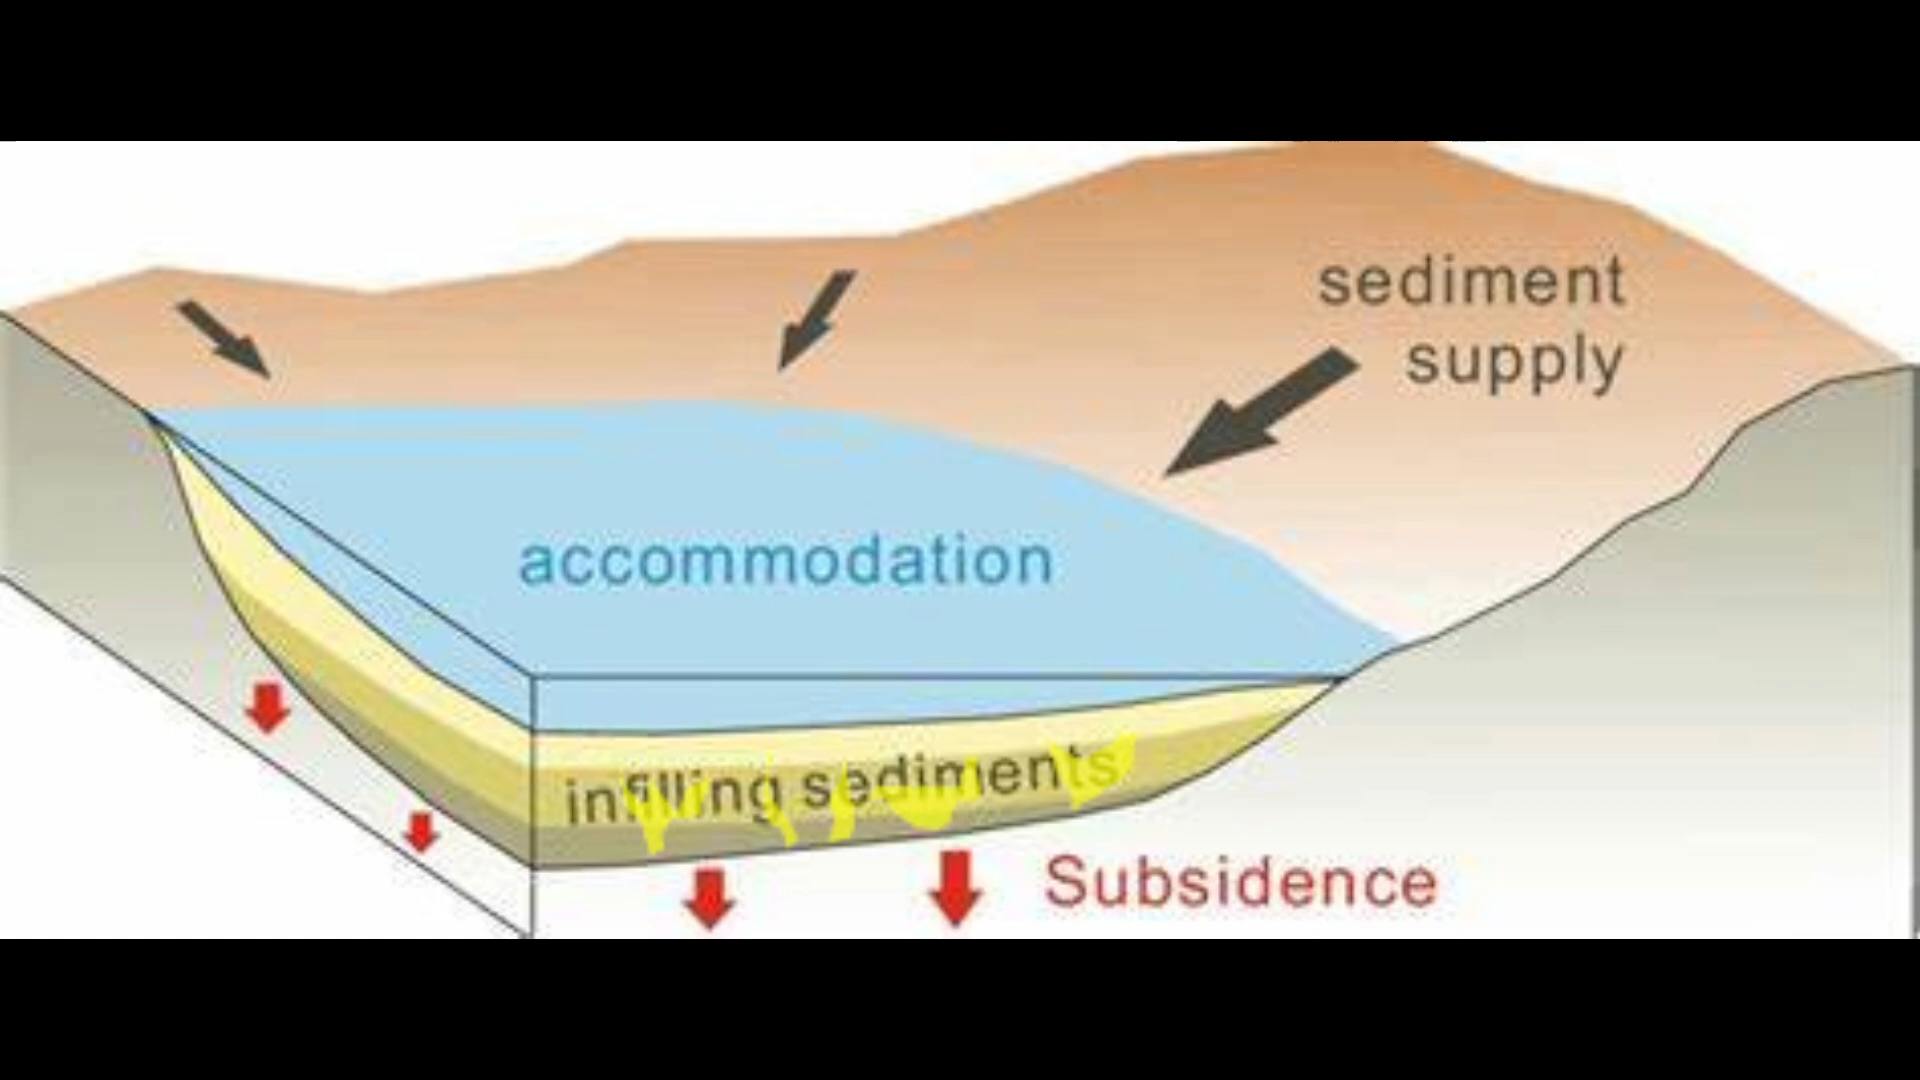 sediment
supply
accommodation
infilling sediments
Subsidence